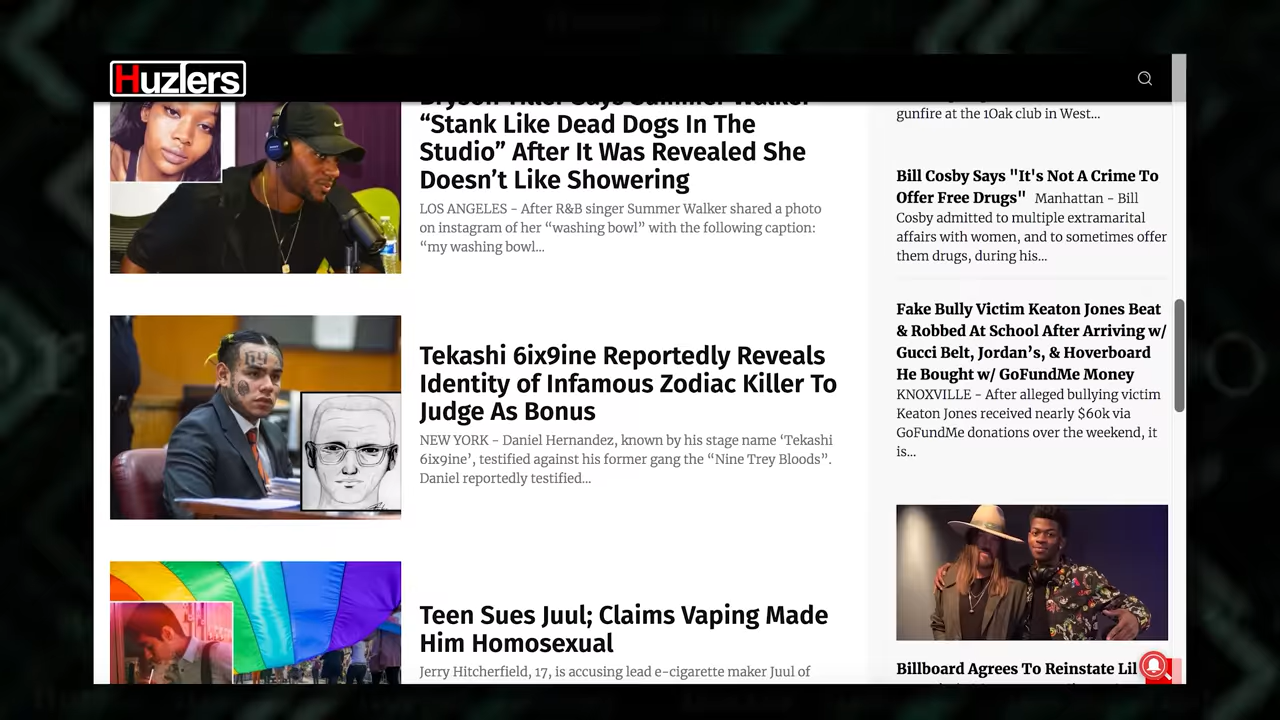 Huzlers
Bryson Tiller Says Summer Walker
“Stank Like Dead Dogs In The
Studio” After It Was Revealed She
Doesn’t Like Showering
LOS ANGELES – After R&B singer Summer Walker shared a photo
on instagram of her “washing bowl” with the following caption:
“my washing bowl...
Tekashi 6ix9ine Reportedly Reveals
Identity of Infamous Zodiac Killer To
Judge As Bonus
NEW YORK – Daniel Hernandez, known by his stage name ‘Tekashi
6ix9ine’, testified against his former gang the “Nine Trey Bloods”.
Daniel reportedly testified...
Teen Sues Juul; Claims Vaping Made
Him Homosexual
Jerry Hitcherfield, 17, is accusing lead e-cigarette maker Juul of
gunfire at the 1Oak club in West...
Bill Cosby Says "It's Not A Crime To
Offer Free Drugs" Manhattan – Bill
Cosby admitted to multiple extramarital
affairs with women, and to sometimes offer
them drugs, during his...
Fake Bully Victim Keaton Jones Beat
& Robbed At School After Arriving w/
Gucci Belt, Jordan’s, & Hoverboard
He Bought w/ GoFundMe Money
KNOXVILLE – After alleged bullying victim
Keaton Jones received nearly $60k via
GoFundMe donations over the weekend, it
is...
Billboard Agrees To Reinstate Lil
69